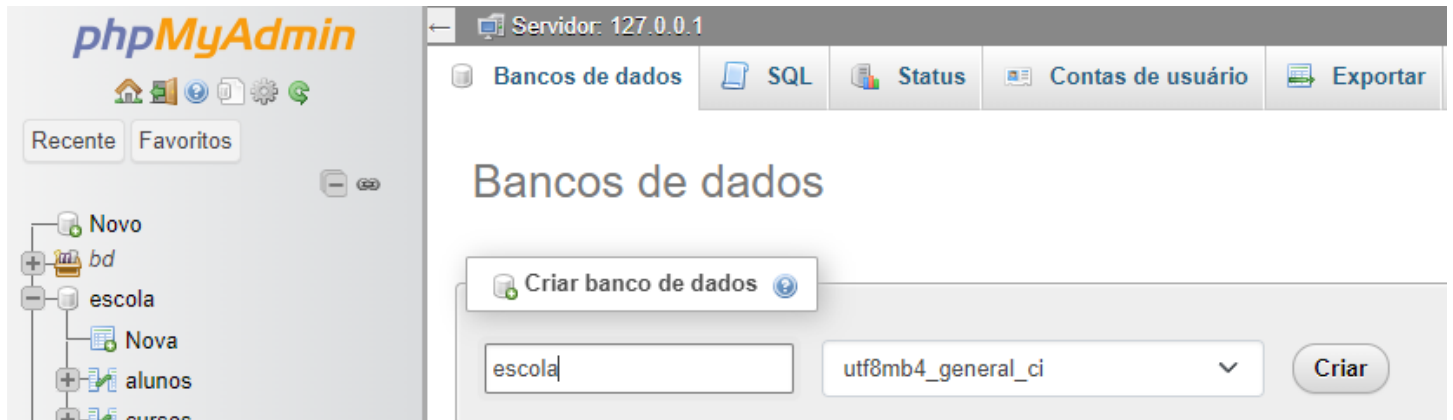 phpMyAdmin
Recente Favoritos
Novo
bd
escola
Nova
alunos
cursos
← Servidor: 127.0.0.1
Bancos de dados SQL Status Contas de usuário Exportar
Bancos de dados
Criar banco de dados
escola utf8mb4_general_ci Criar